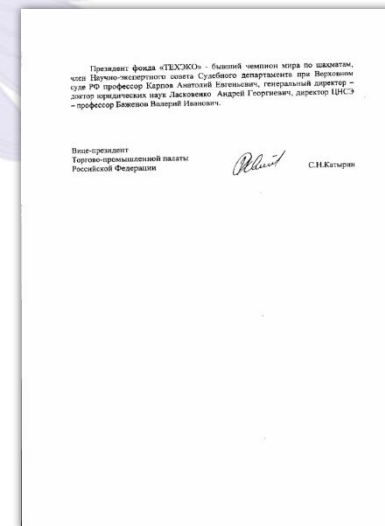 Президент фонда «ТЕХЭКО» - бывший чемпион мира по шахматам,
член Научно-экспертного совета Судебного департамента при Верховном
суде РФ профессор Карпов Анатолий Евгеньевич, генеральный директор –
доктор юридических наук Ласковенко Андрей Георгиевич, директор ЦНСЭ
– профессор Баженов Валерий Иванович.
Вице-президент
Торгово-промышленной палаты
Российской Федерации
С.Н.Катырин